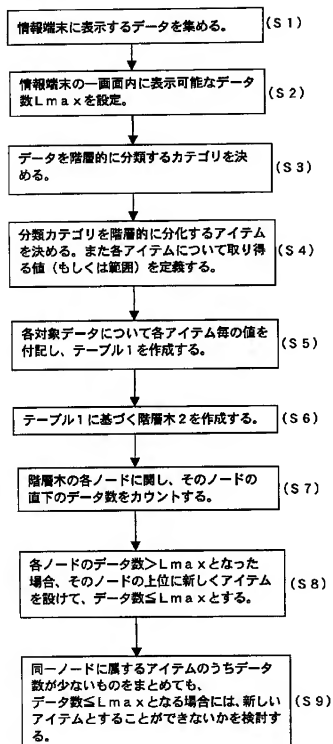 情報端末に表示するデータを集める。
(S1)
情報端末の一画面内に表示可能なデータ
数Lmaxを設定。
(S2)
データを階層的に分類するカテゴリを決
める。
(S3)
分類カテゴリを階層的に分化するアイテム
を決める。また各アイテムについて取り得
る値（もしくは範囲）を定義する。
(S4)
各対象データについて各アイテム毎の値を
付記し、テーブル1を作成する。
(S5)
テーブル1に基づく階層木2を作成する。
(S6)
階層木の各ノードに関し、そのノードの
直下のデータ数をカウントする。
(S7)
各ノードのデータ数＞Lmaxとなった
場合、そのノードの上位に新しくアイテム
を設けて、データ数≦Lmaxとする。
(S8)
同一ノードに属するアイテムのうちデータ
数が少ないものをまとめても、
データ数≦Lmaxとなる場合には、新しい
アイテムとすることができないかを検討す
る。
(S9)